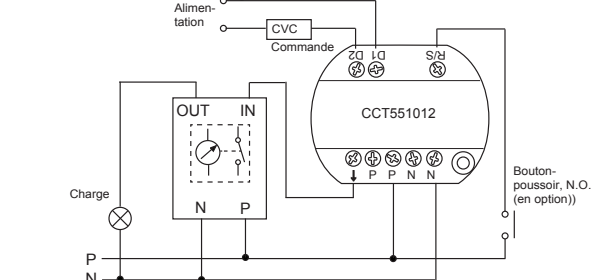 Alimen-
tation
CVC
Commande
D2 D1
R/S
OUT IN
CCT551012
P P N N
Bouton-
poussoir, N.O.
(en option))
Charge
N P
P
N